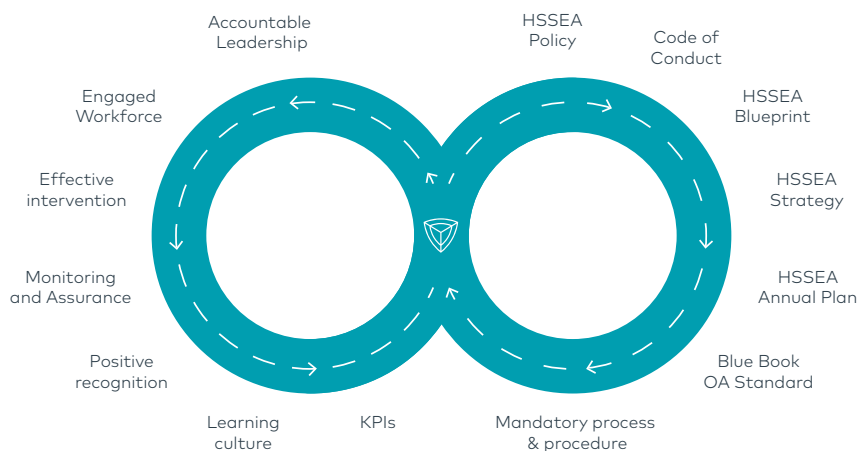 Accountable
Leadership
HSSEA
Policy
Code of
Conduct
Engaged
Workforce
HSSEA
Blueprint
Effective
intervention
HSSEA
Strategy
Monitoring
and Assurance
HSSEA
Annual Plan
Positive
recognition
Blue Book
OA Standard
Learning
culture
KPIs
Mandatory process
& procedure